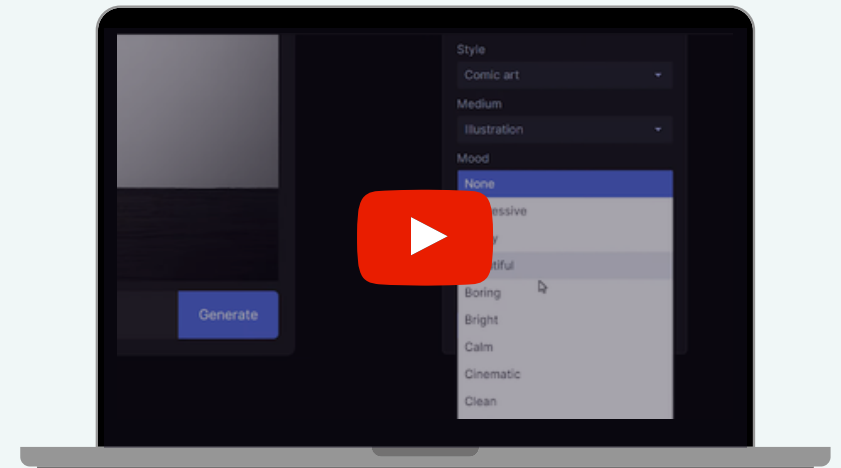 Style
Comic art
Medium
Illustration
Mood
None
Boring
Bright
Calm
Cinematic
Clean
Generate